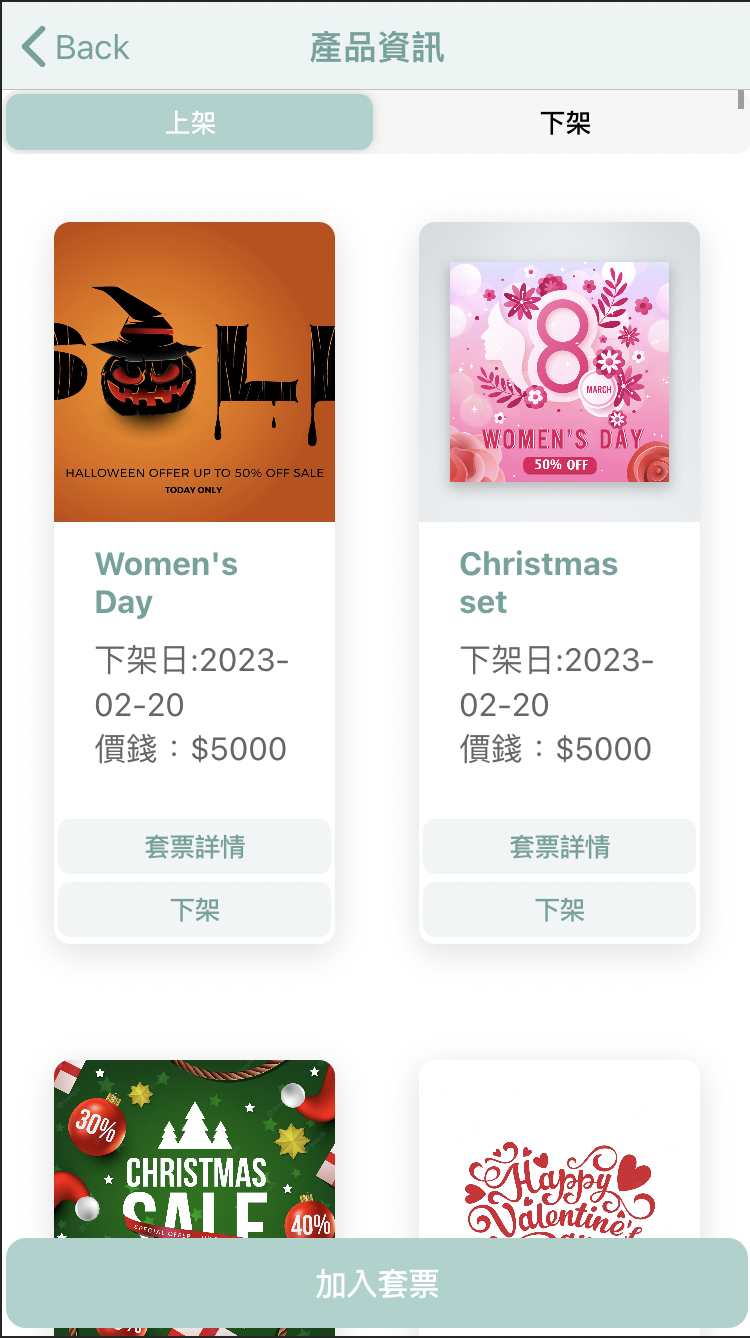 Back
產品資訊
上架
下架
HALLOWEEN OFFER UP TO 50% OFF SALE
TODAY ONLY
8
MARCH
WOMEN'S DAY
50% OFF
Women's
Day
下架日:2023-
02-20
價錢：$5000
套票詳情
下架
Christmas
set
下架日:2023-
02-20
價錢：$5000
套票詳情
下架
30%
CHRISTMAS
SALE
SPECIAL OFFER
40%
Happy
Valentine's
加入套票